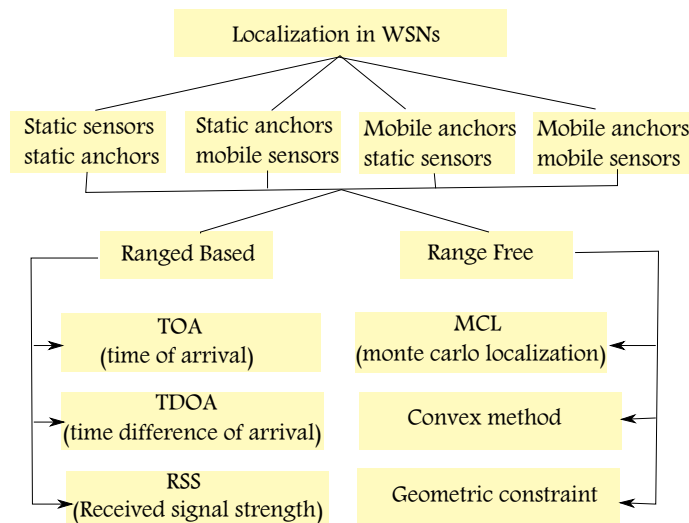 Localization in WSNs
Static sensors
static anchors
Static anchors
mobile sensors
Mobile anchors
static sensors
Mobile anchors
mobile sensors
Ranged Based
Range Free
TOA
(time of arrival)
MCL
(monte carlo localization)
TDOA
(time difference of arrival)
Convex method
RSS
(Received signal strength)
Geometric constraint